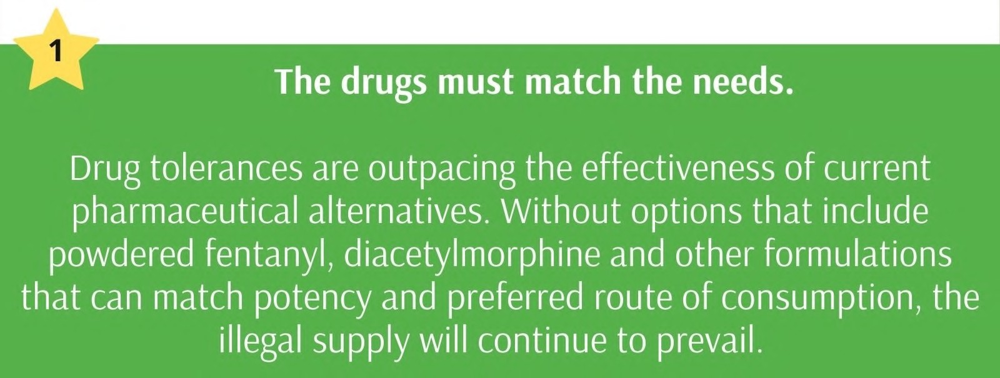 1
The drugs must match the needs.
Drug tolerances are outpacing the effectiveness of current
pharmaceutical alternatives. Without options that include
powdered fentanyl, diacetylmorphine and other formulations
that can match potency and preferred route of consumption, the
illegal supply will continue to prevail.